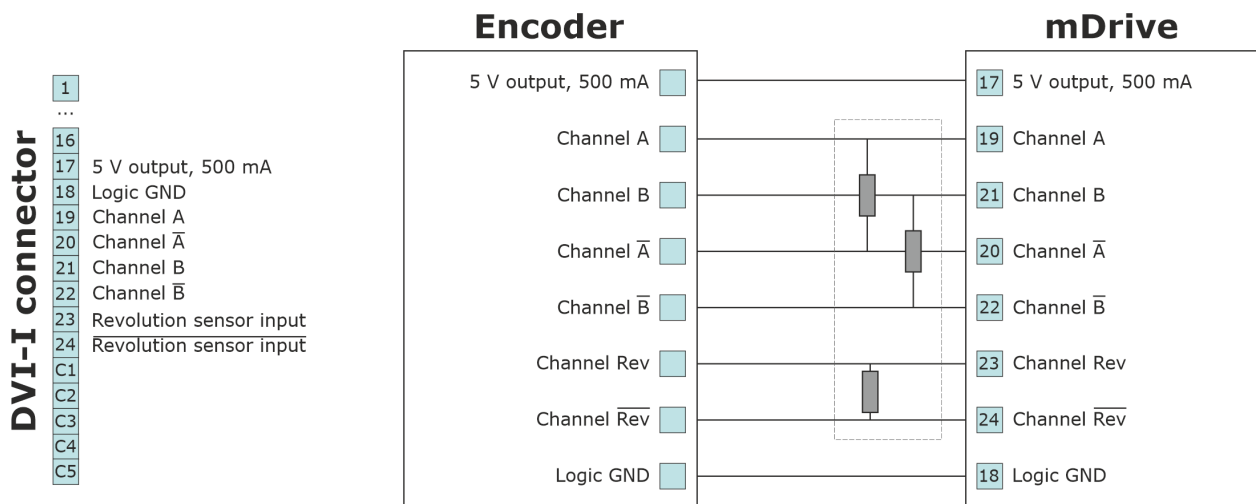 DVI-I connector
1
...
16
17 5 V output, 500 mA
18 Logic GND
19 Channel A
20 Channel A̅
21 Channel B
22 Channel B̅
23 Revolution sensor input
24 R̅e̅v̅o̅l̅u̅t̅i̅o̅n̅ ̅s̅e̅n̅s̅o̅r̅ ̅i̅n̅p̅u̅t̅
C1
C2
C3
C4
C5
Encoder
5 V output, 500 mA
Channel A
Channel B
Channel A̅
Channel B̅
Channel Rev
Channel R̅e̅v̅
Logic GND
mDrive
17 5 V output, 500 mA
19 Channel A
21 Channel B
20 Channel A̅
22 Channel B̅
23 Channel Rev
24 Channel R̅e̅v̅
18 Logic GND